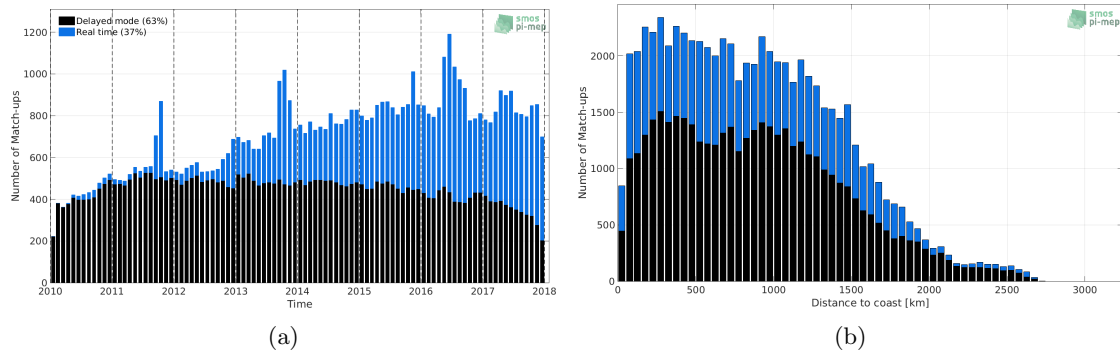 Delayed mode (63%)
Real time (37%)
smos
pi-mep
Number of Match-ups
1200
1000
800
600
400
200
0
2010 2011 2012 2013 2014 2015 2016 2017 2018
Time
(a)
smos
pi-mep
Number of Match-ups
2000
1500
1000
500
0
0 500 1000 1500 2000 2500 3000
Distance to coast [km]
(b)